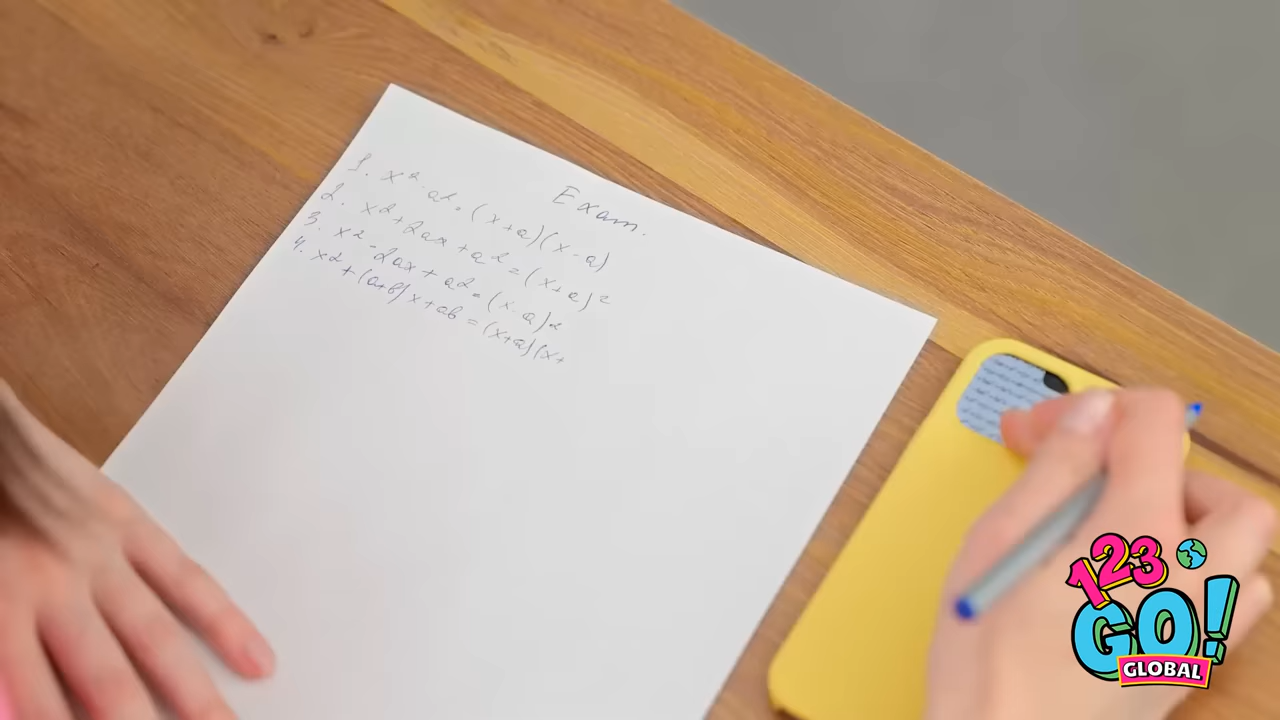 Exam.
1. x²-a² = (x+a)(x-a)
2. x²+2ax+a² = (x+a)²
3. x²-2ax+a² = (x-a)²
4. x²+(a+b)x+ab = (x+a)(x+
123
GO!
GLOBAL